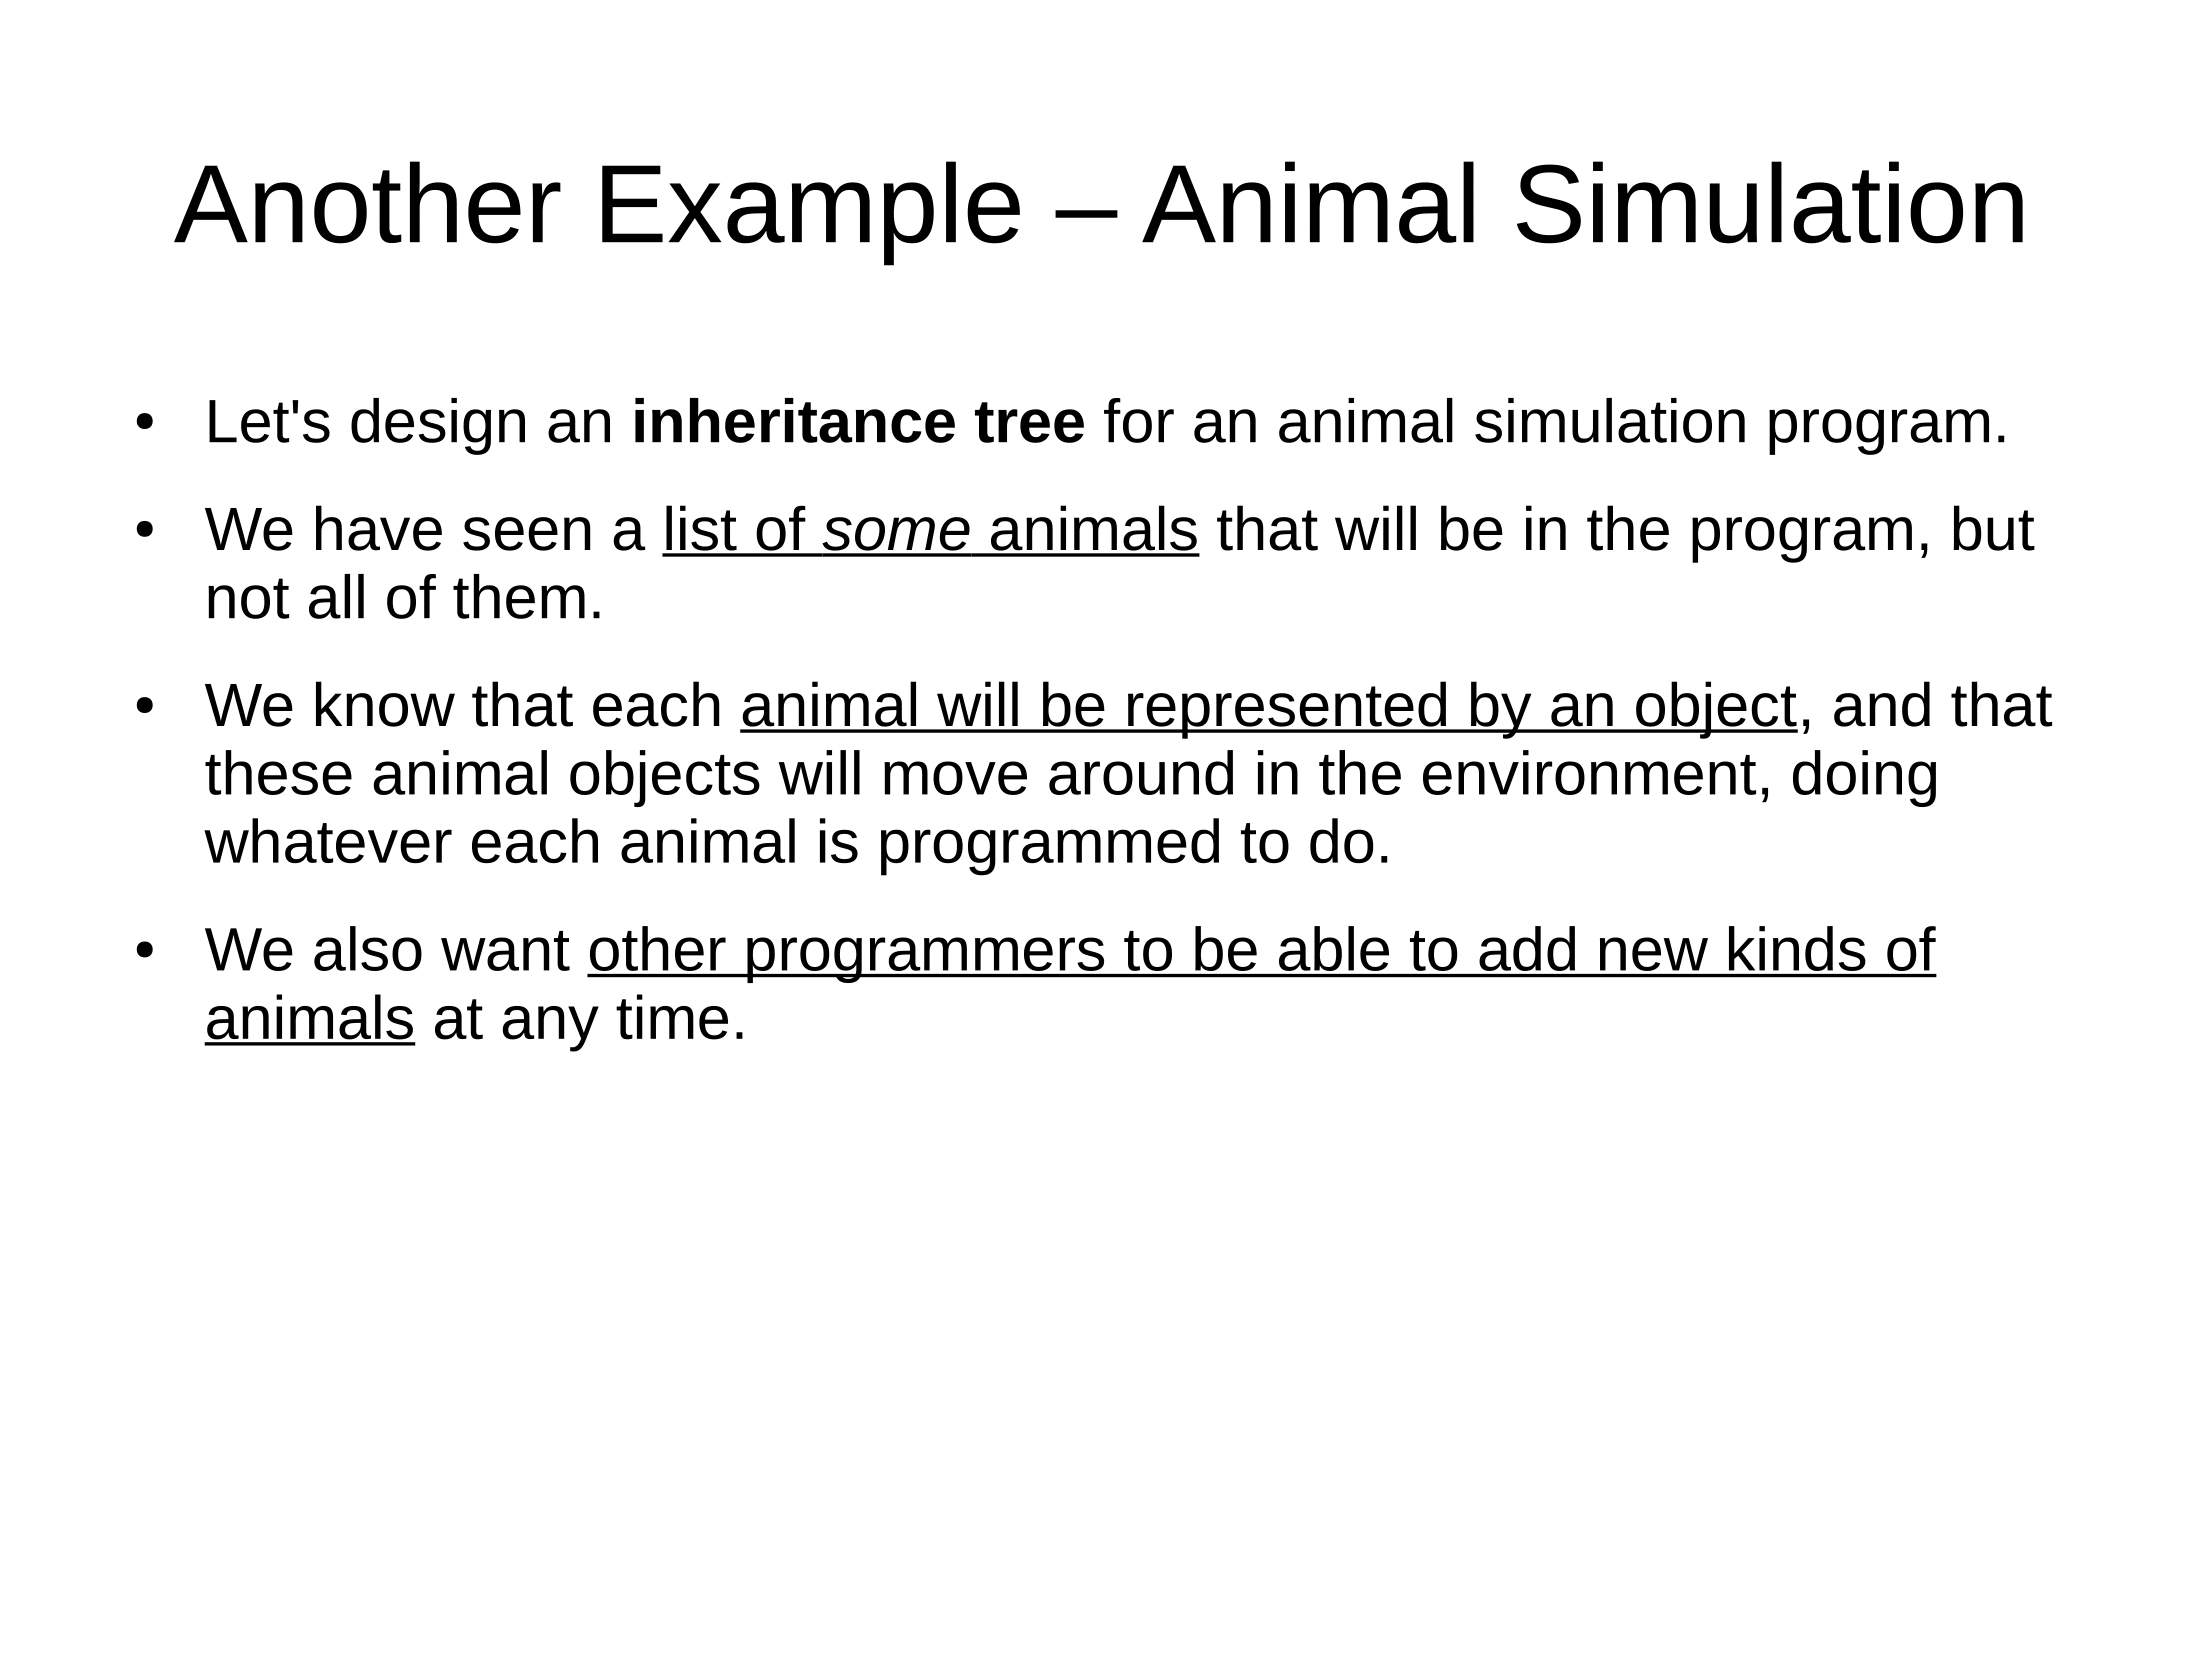 Another Example – Animal Simulation
• Let's design an inheritance tree for an animal simulation program.
• We have seen a list of some animals that will be in the program, but
not all of them.
• We know that each animal will be represented by an object, and that
these animal objects will move around in the environment, doing
whatever each animal is programmed to do.
• We also want other programmers to be able to add new kinds of
animals at any time.